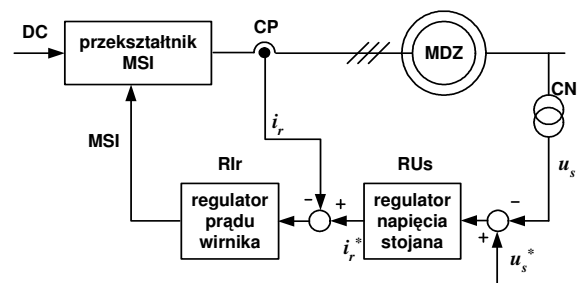 DC
przekształtnik
MSI
CP
MDZ
CN
i_r
u_s
MSI
RIr
RUs
regulator
prądu
wirnika
−
+
i_r^*
regulator
napięcia
stojana
−
+
u_s^*